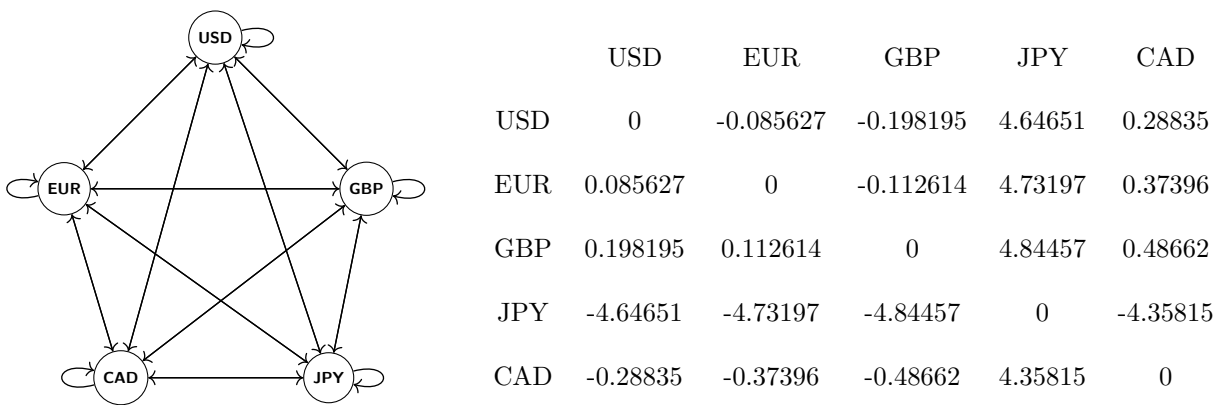 USD
EUR
GBP
CAD
JPY
USD EUR GBP JPY CAD
USD 0 -0.085627 -0.198195 4.64651 0.28835
EUR 0.085627 0 -0.112614 4.73197 0.37396
GBP 0.198195 0.112614 0 4.84457 0.48662
JPY -4.64651 -4.73197 -4.84457 0 -4.35815
CAD -0.28835 -0.37396 -0.48662 4.35815 0